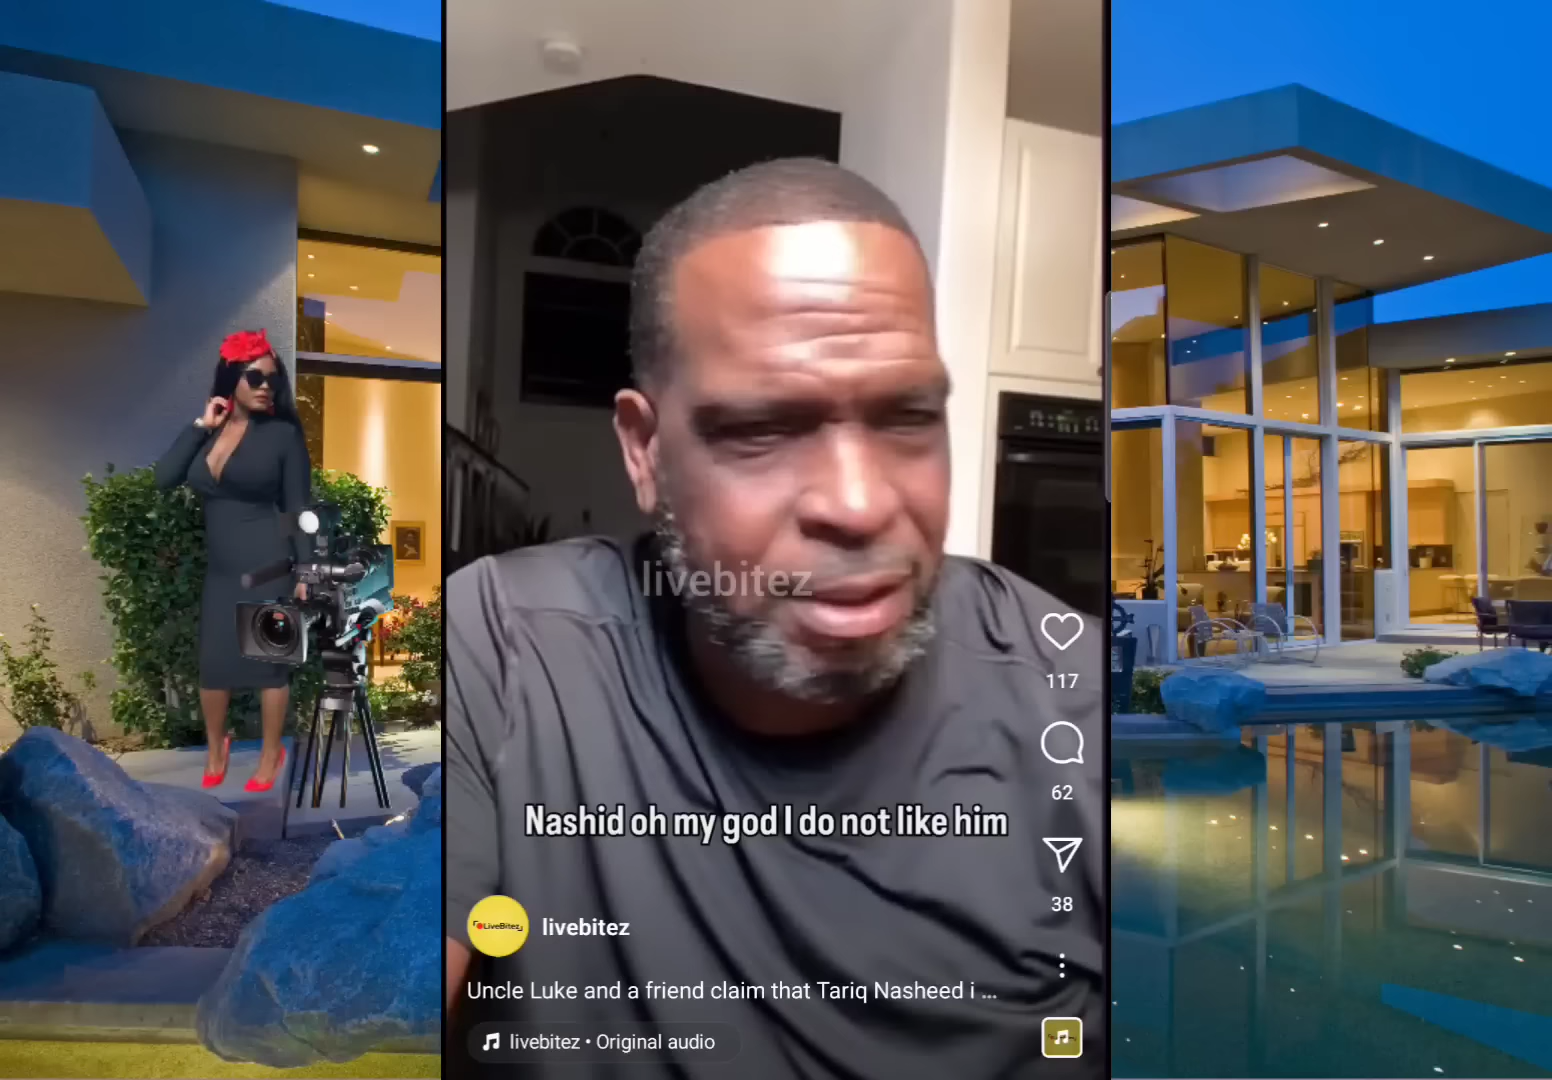 livebitez
117
62
Nashid oh my god I do not like him
38
LiveBitez
livebitez
Uncle Luke and a friend claim that Tariq Nasheed i ...
livebitez • Original audio